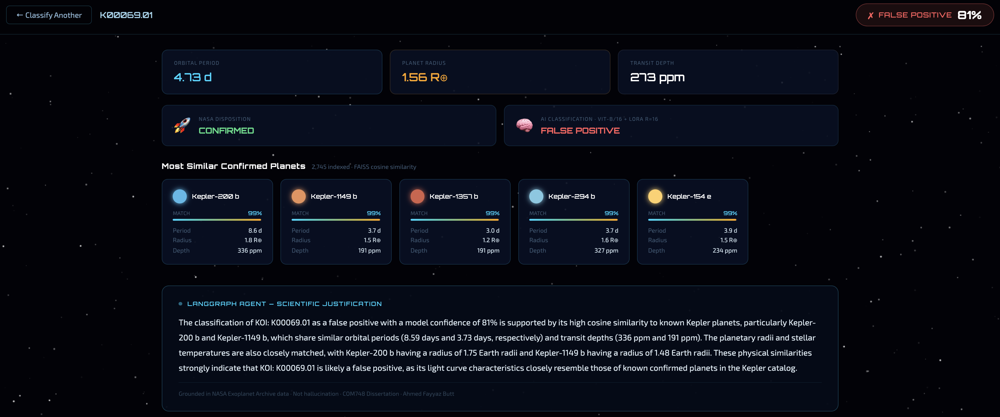 ← Classify Another
K00069.01
✗ FALSE POSITIVE 81%
ORBITAL PERIOD
4.73 d
PLANET RADIUS
1.56 R⊕
TRANSIT DEPTH
273 ppm
NASA DISPOSITION
CONFIRMED
AI CLASSIFICATION · VIT-B/16 + LORA R=16
FALSE POSITIVE
Most Similar Confirmed Planets 2,745 indexed · FAISS cosine similarity
Kepler-200 b
MATCH 99%
Period 8.6 d
Radius 1.8 R⊕
Depth 336 ppm
Kepler-1149 b
MATCH 99%
Period 3.7 d
Radius 1.5 R⊕
Depth 191 ppm
Kepler-1357 b
MATCH 99%
Period 3.0 d
Radius 1.2 R⊕
Depth 191 ppm
Kepler-294 b
MATCH 99%
Period 3.7 d
Radius 1.6 R⊕
Depth 327 ppm
Kepler-154 e
MATCH 99%
Period 3.9 d
Radius 1.5 R⊕
Depth 234 ppm
LANGGRAPH AGENT — SCIENTIFIC JUSTIFICATION
The classification of KOI: K00069.01 as a false positive with a model confidence of 81% is supported by its high cosine similarity to known Kepler planets, particularly Kepler-
200 b and Kepler-1149 b, which share similar orbital periods (8.59 days and 3.73 days, respectively) and transit depths (336 ppm and 191 ppm). The planetary radii and stellar
temperatures are also closely matched, with Kepler-200 b having a radius of 1.75 Earth radii and Kepler-1149 b having a radius of 1.48 Earth radii. These physical similarities
strongly indicate that KOI: K00069.01 is likely a false positive, as its light curve characteristics closely resemble those of known confirmed planets in the Kepler catalog.
Grounded in NASA Exoplanet Archive data · Not hallucination · COM748 Dissertation · Ahmed Fayyaz Butt